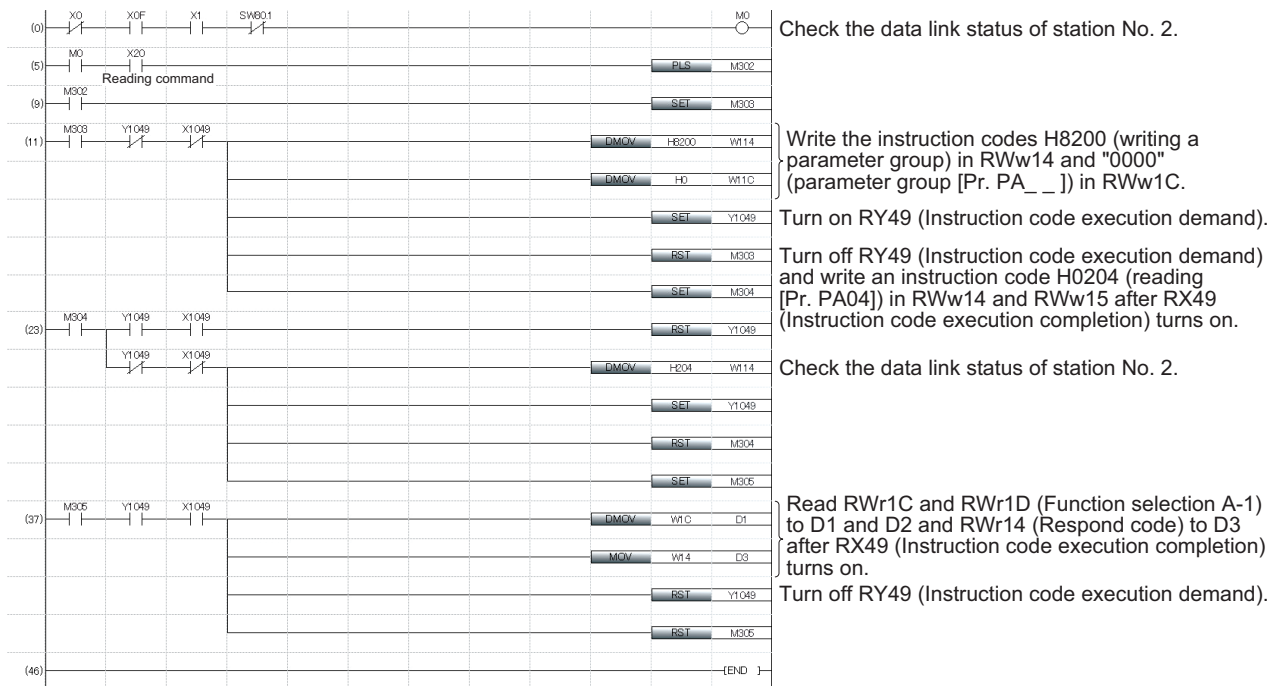 X0 X0F X1 SW80.1 M0
(0) Check the data link status of station No. 2.
M0 X20
(5) PLS M302
Reading command
M302
(9) SET M303
M303 Y1049 X1049
(11) DMOV H8200 W114
Write the instruction codes H8200 (writing a
parameter group) in RWw14 and "0000"
(parameter group [Pr. PA_ _ ]) in RWw1C.
DMOV H0 W11C
SET Y1049 Turn on RY49 (Instruction code execution demand).
RST M303
Turn off RY49 (Instruction code execution demand)
and write an instruction code H0204 (reading
[Pr. PA04]) in RWw14 and RWw15 after RX49
(Instruction code execution completion) turns on.
SET M304
M304 Y1049 X1049
(23) RST Y1049
Y1049 X1049
DMOV H204 W114 Check the data link status of station No. 2.
SET Y1049
RST M304
SET M305
M305 Y1049 X1049
(37) DMOV W1C D1
Read RWr1C and RWr1D (Function selection A-1)
to D1 and D2 and RWr14 (Respond code) to D3
after RX49 (Instruction code execution completion)
turns on.
MOV W14 D3
RST Y1049 Turn off RY49 (Instruction code execution demand).
RST M305
(46) [END ]